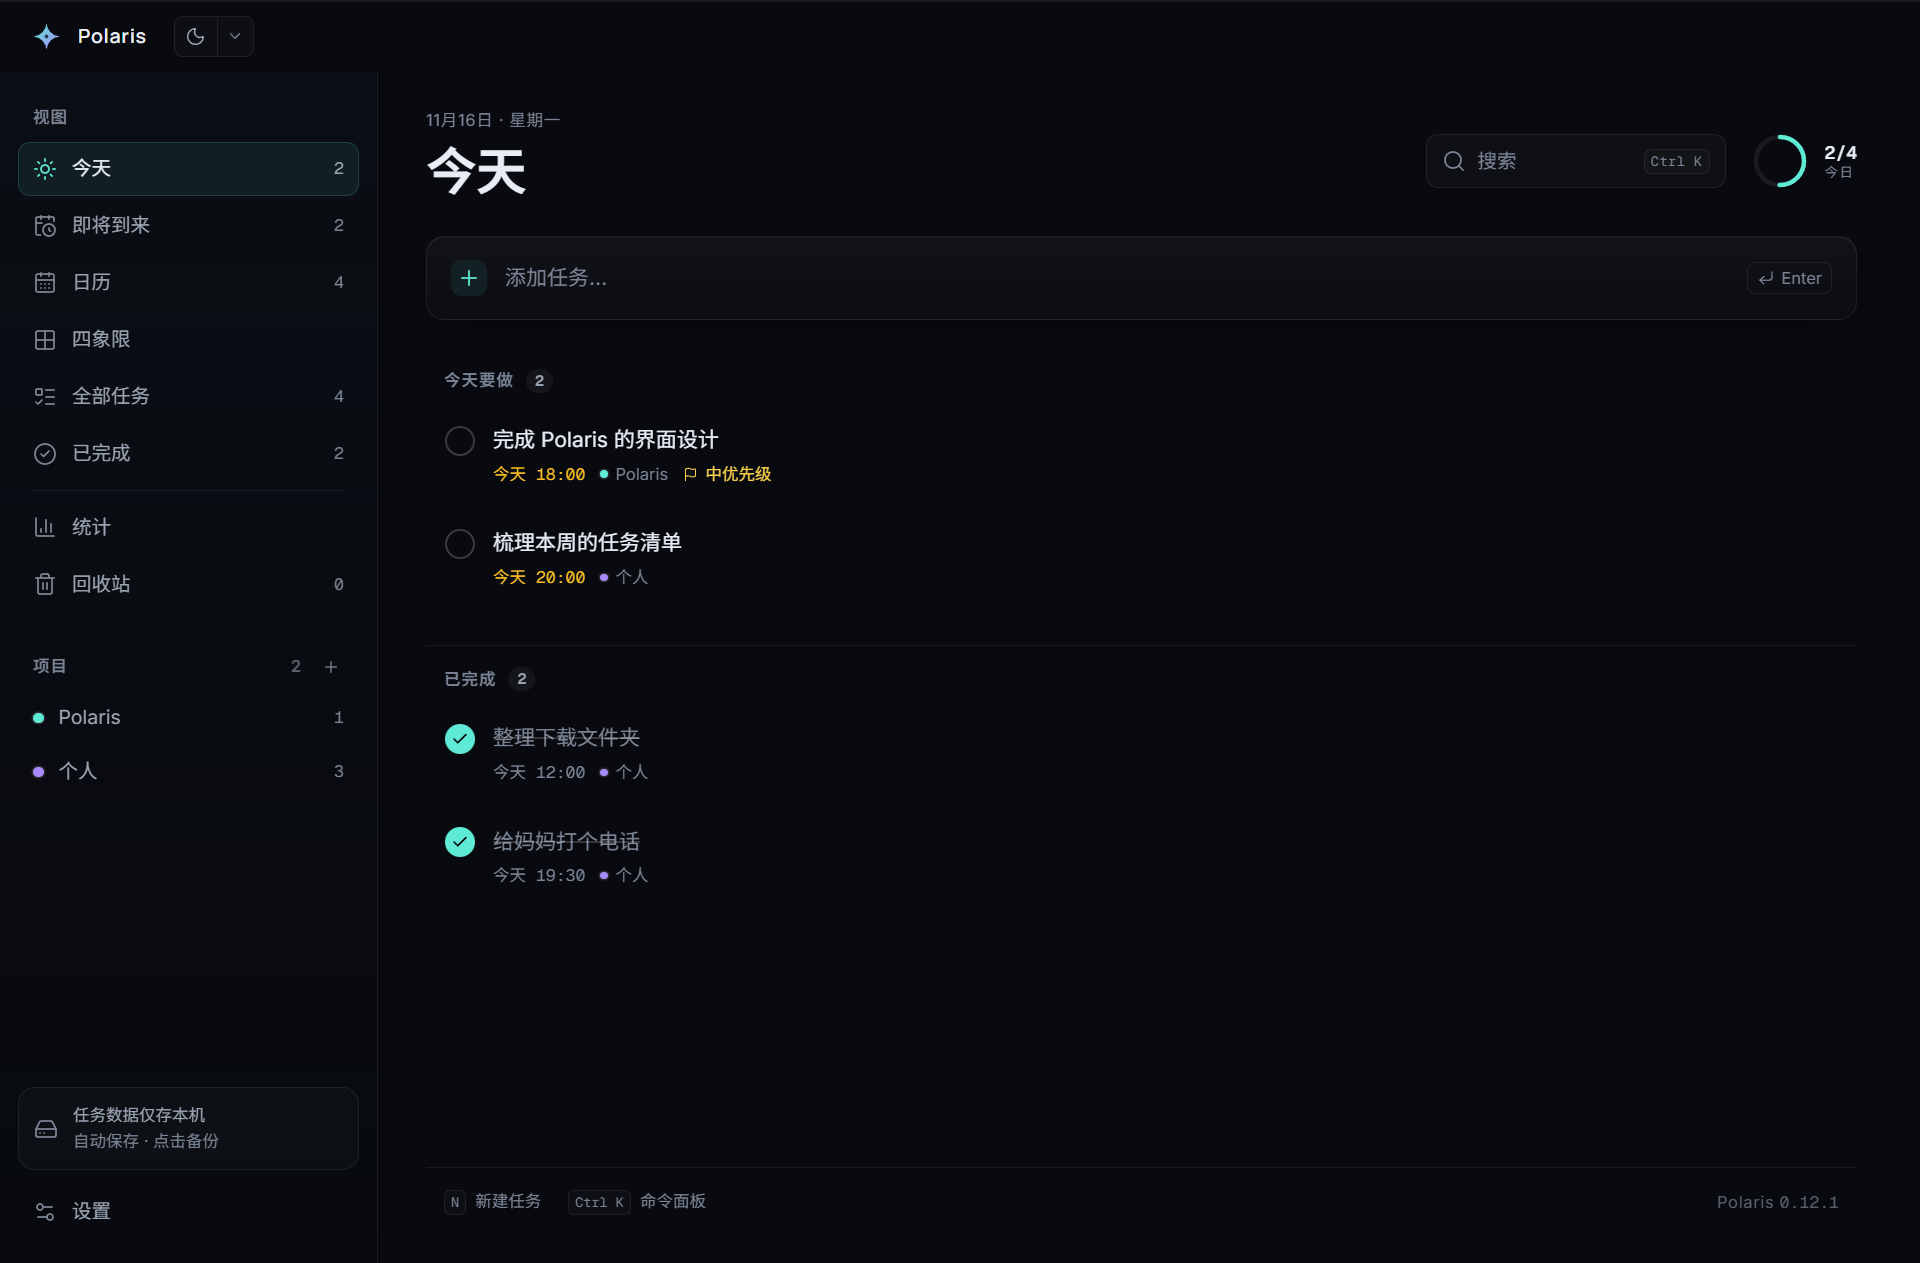 Polaris
视图
今天 2
即将到来 2
日历 4
四象限
全部任务 4
已完成 2
统计
回收站 0
项目 2
Polaris 1
个人 3
任务数据仅存本机
自动保存 · 点击备份
设置
11月16日 · 星期一
今天
搜索 Ctrl K
2/4
今日
添加任务... Enter
今天要做 2
完成 Polaris 的界面设计
今天 18:00 Polaris 中优先级
梳理本周的任务清单
今天 20:00 个人
已完成 2
整理下载文件夹
今天 12:00 个人
给妈妈打个电话
今天 19:30 个人
N 新建任务 Ctrl K 命令面板
Polaris 0.12.1